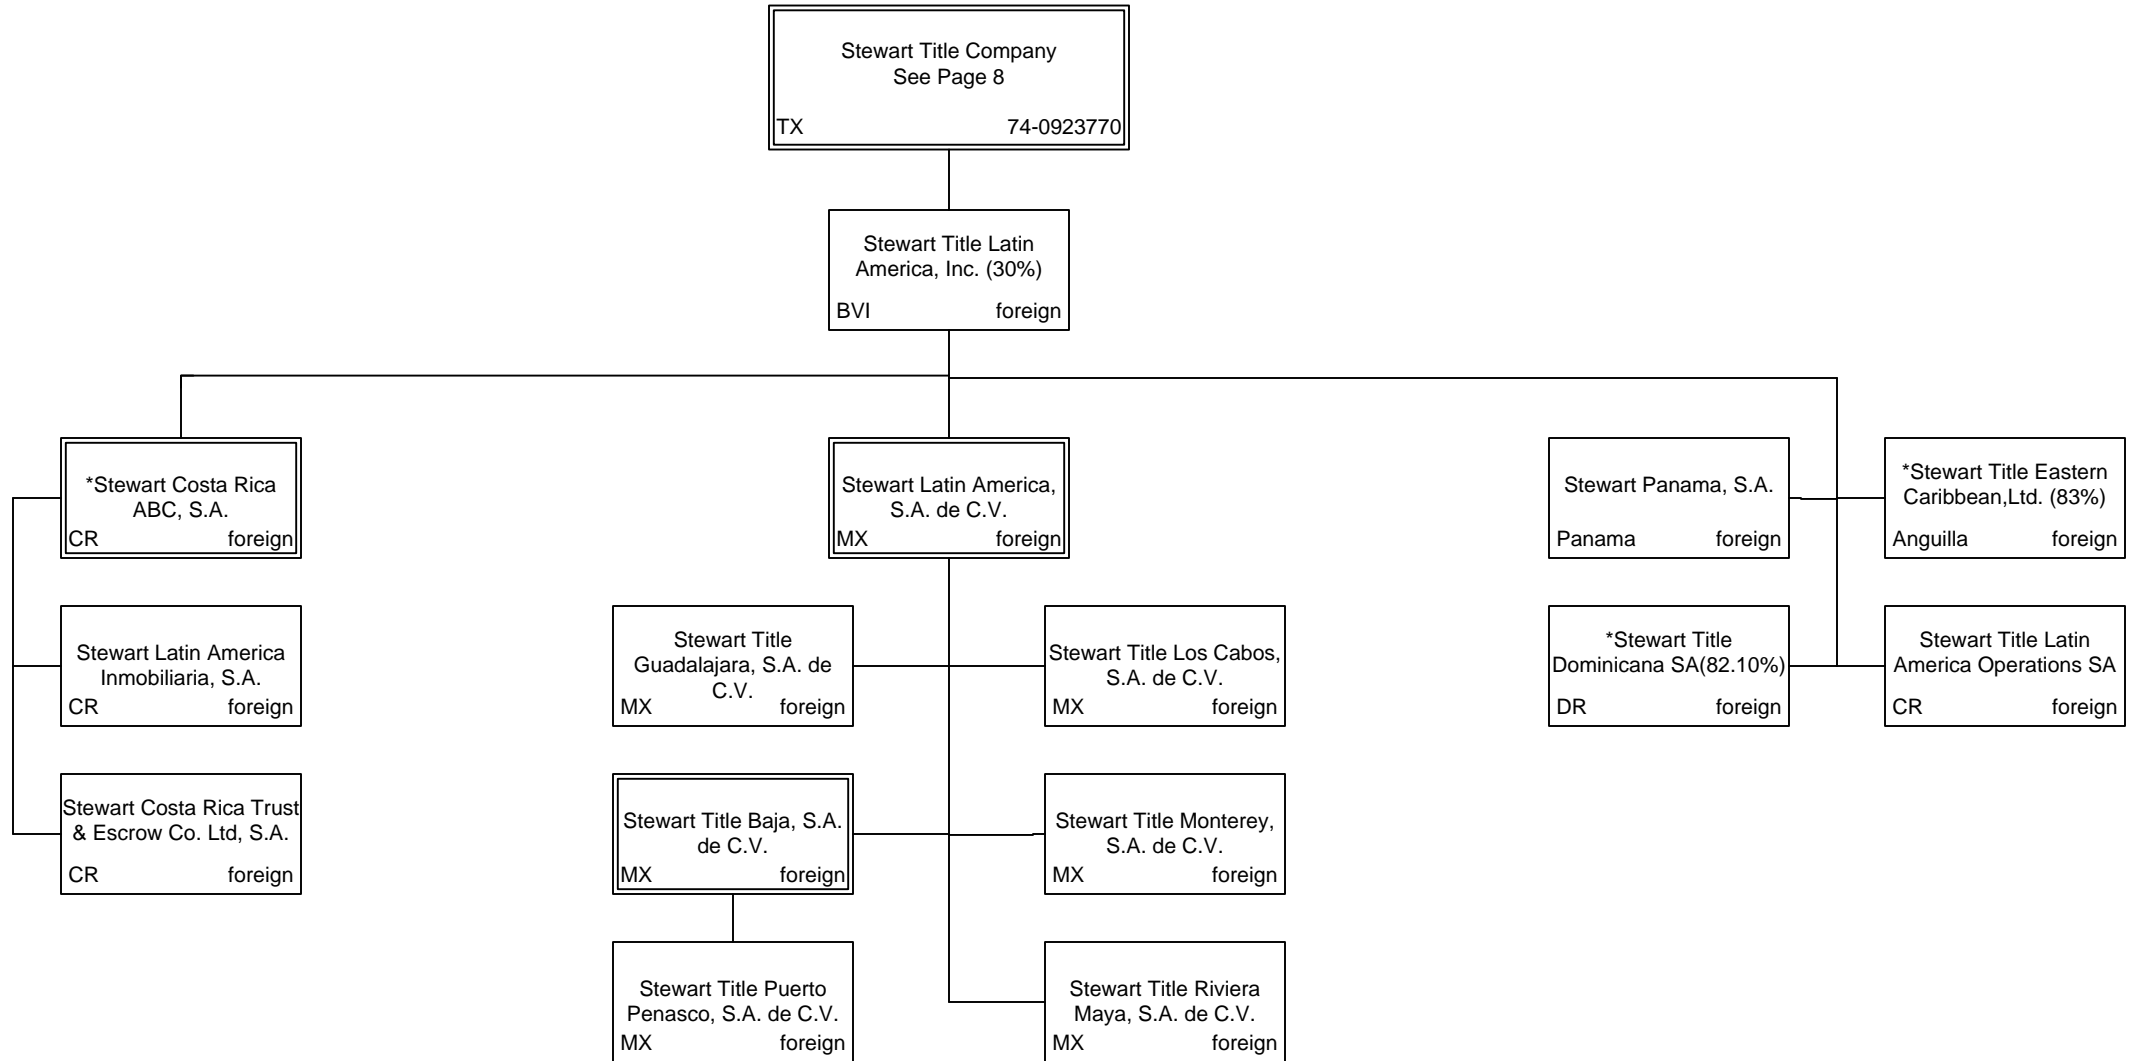 Stewart Title Company
See Page 8
TX 74-0923770
Stewart Title Latin
America, Inc. (30%)
BVI foreign
*Stewart Costa Rica
ABC, S.A.
CR foreign
Stewart Latin America,
S.A. de C.V.
MX foreign
Stewart Panama, S.A.
Panama foreign
*Stewart Title Eastern
Caribbean,Ltd. (83%)
Anguilla foreign
Stewart Latin America
Inmobiliaria, S.A.
CR foreign
Stewart Title
Guadalajara, S.A. de
C.V.
MX foreign
Stewart Title Los Cabos,
S.A. de C.V.
MX foreign
*Stewart Title
Dominicana SA(82.10%)
DR foreign
Stewart Title Latin
America Operations SA
CR foreign
Stewart Costa Rica Trust
& Escrow Co. Ltd, S.A.
CR foreign
Stewart Title Baja, S.A.
de C.V.
MX foreign
Stewart Title Monterey,
S.A. de C.V.
MX foreign
Stewart Title Puerto
Penasco, S.A. de C.V.
MX foreign
Stewart Title Riviera
Maya, S.A. de C.V.
MX foreign